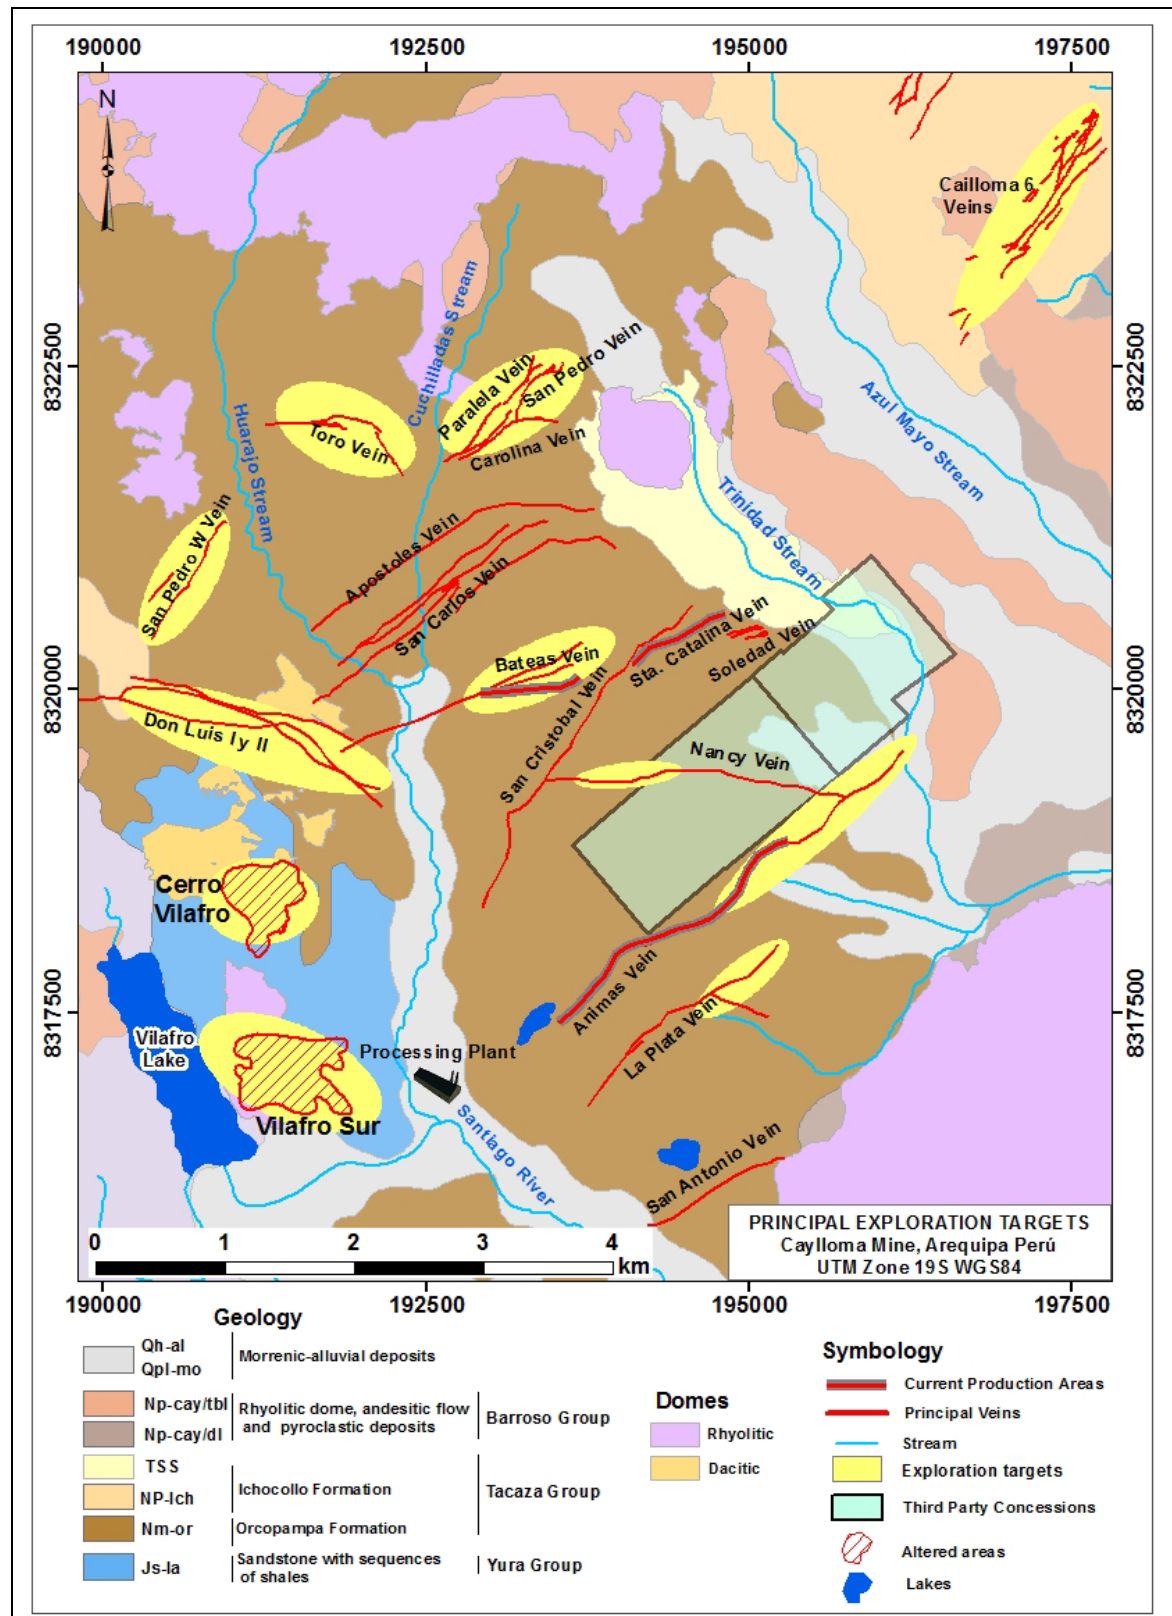 190000 192500 195000 197500
N
8322500
8322500
8320000
8320000
8317500
8317500
Cailloma 6
Veins
Cuchilladas Stream
Huarajo Stream
Azul Mayo Stream
Trinidad Stream
Paralela Vein
San Pedro Vein
Carolina Vein
Toro Vein
San Pedro W Vein
Apostoles Vein
San Carlos Vein
Bateas Vein
Sta. Catalina Vein
Soledad Vein
San Cristobal Vein
Don Luis I y II
Nancy Vein
Cerro
Vilafro
Animas Vein
La Plata Vein
Vilafro
Lake
Processing Plant
Vilafro Sur
Santiago River
San Antonio Vein
0 1 2 3 4
km
PRINCIPAL EXPLORATION TARGETS
Caylloma Mine, Arequipa Perú
UTM Zone 19S WGS84
190000 192500 195000 197500
Geology
Qh-al
Qpl-mo
Morrenic-alluvial deposits
Np-cay/tbl
Np-cay/dl
Rhyolitic dome, andesitic flow
and pyroclastic deposits
Barroso Group
TSS
NP-Ich
Ichocollo Formation
Tacaza Group
Nm-or
Orcopampa Formation
Js-la
Sandstone with sequences
of shales
Yura Group
Domes
Rhyolitic
Dacitic
Symbology
Current Production Areas
Principal Veins
Stream
Exploration targets
Third Party Concessions
Altered areas
Lakes